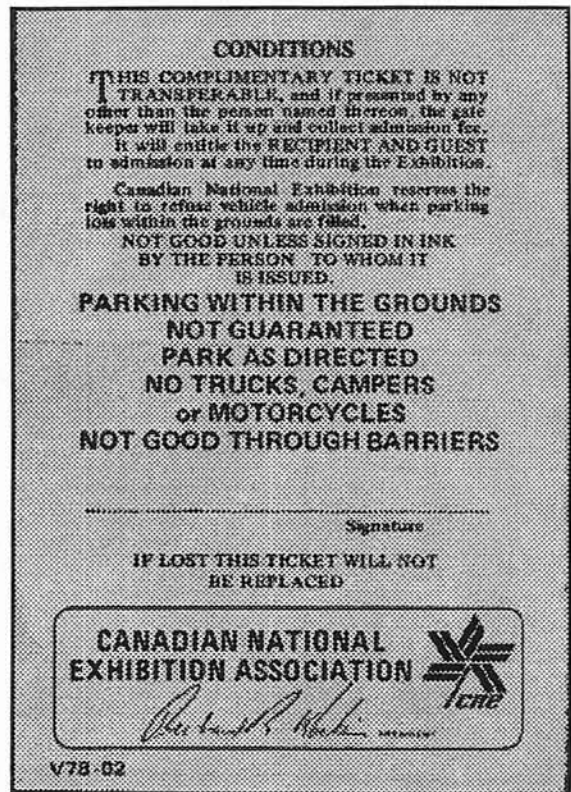 CONDITIONS
THIS COMPLIMENTARY TICKET IS NOT
TRANSFERABLE, and if presented by any
other than the person named thereon, the gate
keeper will take it up and collect admission fee.
It will entitle the RECIPIENT AND GUEST
to admission at any time during the Exhibition.
Canadian National Exhibition reserves the
right to refuse vehicle admission when parking
lots within the grounds are filled.
NOT GOOD UNLESS SIGNED IN INK
BY THE PERSON TO WHOM IT
IS ISSUED.
PARKING WITHIN THE GROUNDS
NOT GUARANTEED
PARK AS DIRECTED
NO TRUCKS, CAMPERS
or MOTORCYCLES
NOT GOOD THROUGH BARRIERS
Signature
IF LOST THIS TICKET WILL NOT
BE REPLACED
CANADIAN NATIONAL
EXHIBITION ASSOCIATION
cne
PRESIDENT
V78-02